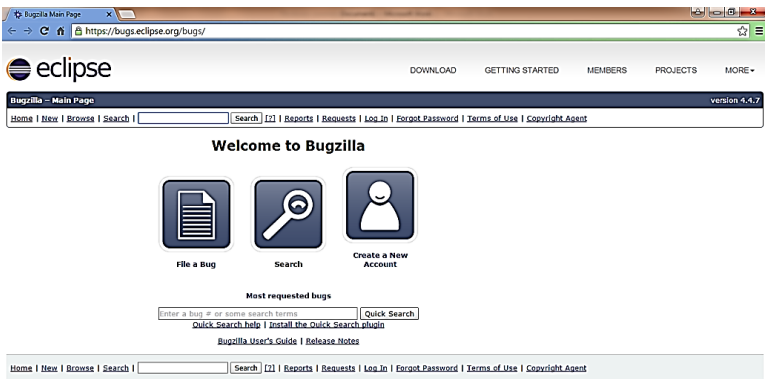 Bugzilla Main Page
https://bugs.eclipse.org/bugs/
eclipse
DOWNLOAD GETTING STARTED MEMBERS PROJECTS MORE
Bugzilla – Main Page version 4.4.7
Home | New | Browse | Search | Search [?] | Reports | Requests | Log In | Forgot Password | Terms of Use | Copyright Agent
Welcome to Bugzilla
File a Bug Search Create a New
Account
Most requested bugs
Enter a bug # or some search terms Quick Search
Quick Search help | Install the Quick Search plugin
Bugzilla User's Guide | Release Notes
Home | New | Browse | Search | Search [?] | Reports | Requests | Log In | Forgot Password | Terms of Use | Copyright Agent